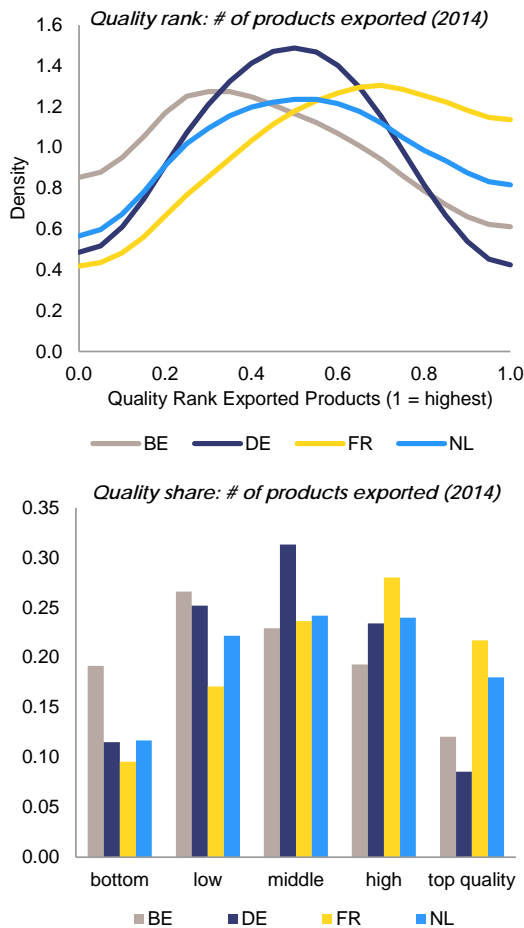 Quality rank: # of products exported (2014)
1.6
1.4
1.2
1.0
0.8
0.6
0.4
0.2
0.0
Density
0.0 0.2 0.4 0.6 0.8 1.0
Quality Rank Exported Products (1 = highest)
BE DE FR NL
Quality share: # of products exported (2014)
0.35
0.30
0.25
0.20
0.15
0.10
0.05
0.00
bottom low middle high top quality
BE DE FR NL